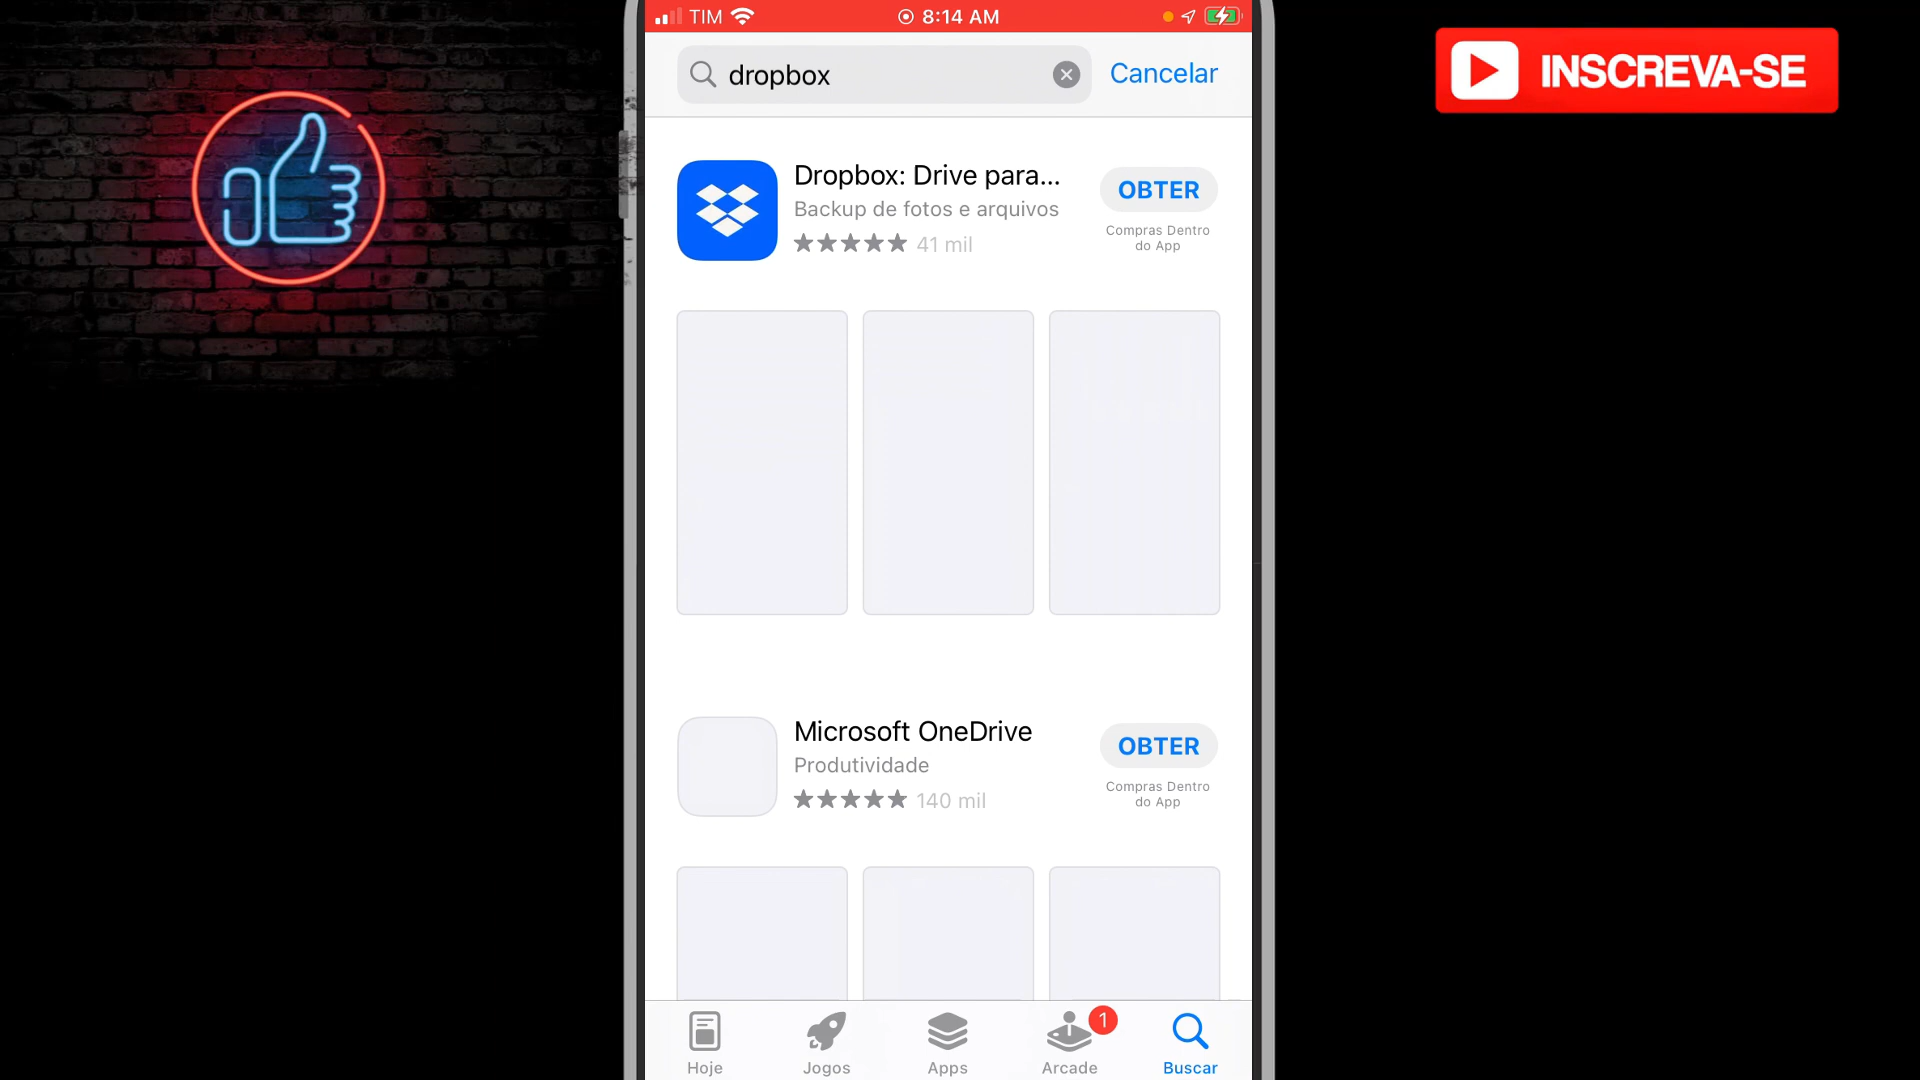 TIM
8:14 AM
INSCREVA-SE
dropbox
Cancelar
Dropbox: Drive para...
Backup de fotos e arquivos
41 mil
OBTER
Compras Dentro
do App
Microsoft OneDrive
Produtividade
140 mil
OBTER
Compras Dentro
do App
1
Hoje
Jogos
Apps
Arcade
Buscar